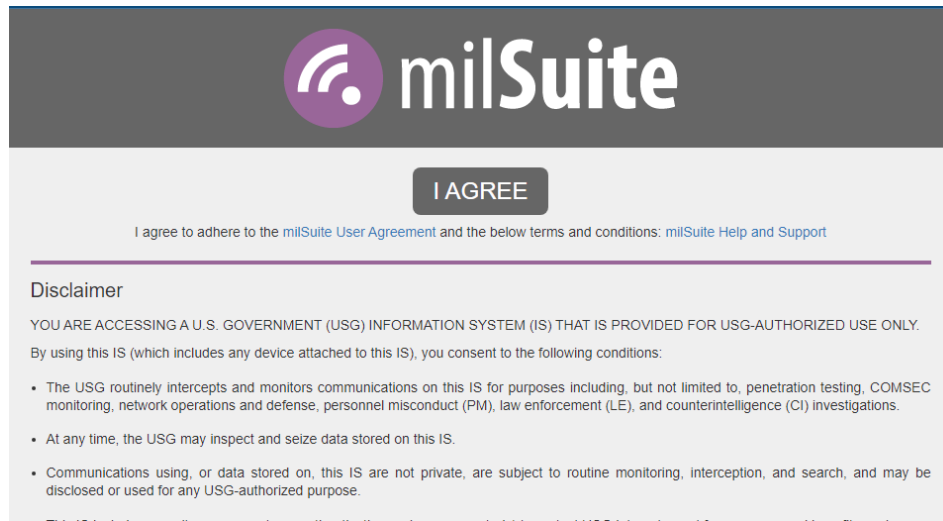 milSuite
I AGREE
I agree to adhere to the milSuite User Agreement and the below terms and conditions: milSuite Help and Support
Disclaimer
YOU ARE ACCESSING A U.S. GOVERNMENT (USG) INFORMATION SYSTEM (IS) THAT IS PROVIDED FOR USG-AUTHORIZED USE ONLY.
By using this IS (which includes any device attached to this IS), you consent to the following conditions:
• The USG routinely intercepts and monitors communications on this IS for purposes including, but not limited to, penetration testing, COMSEC
monitoring, network operations and defense, personnel misconduct (PM), law enforcement (LE), and counterintelligence (CI) investigations.
• At any time, the USG may inspect and seize data stored on this IS.
• Communications using, or data stored on, this IS are not private, are subject to routine monitoring, interception, and search, and may be
disclosed or used for any USG-authorized purpose.